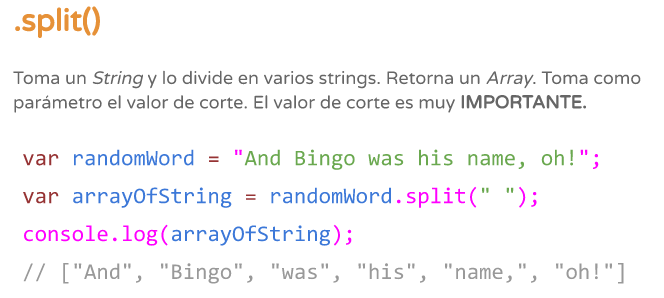 .split()
Toma un String y lo divide en varios strings. Retorna un Array. Toma como
parámetro el valor de corte. El valor de corte es muy IMPORTANTE.
var randomWord = "And Bingo was his name, oh!";
var arrayOfString = randomWord.split(" ");
console.log(arrayOfString);
// ["And", "Bingo", "was", "his", "name,", "oh!"]